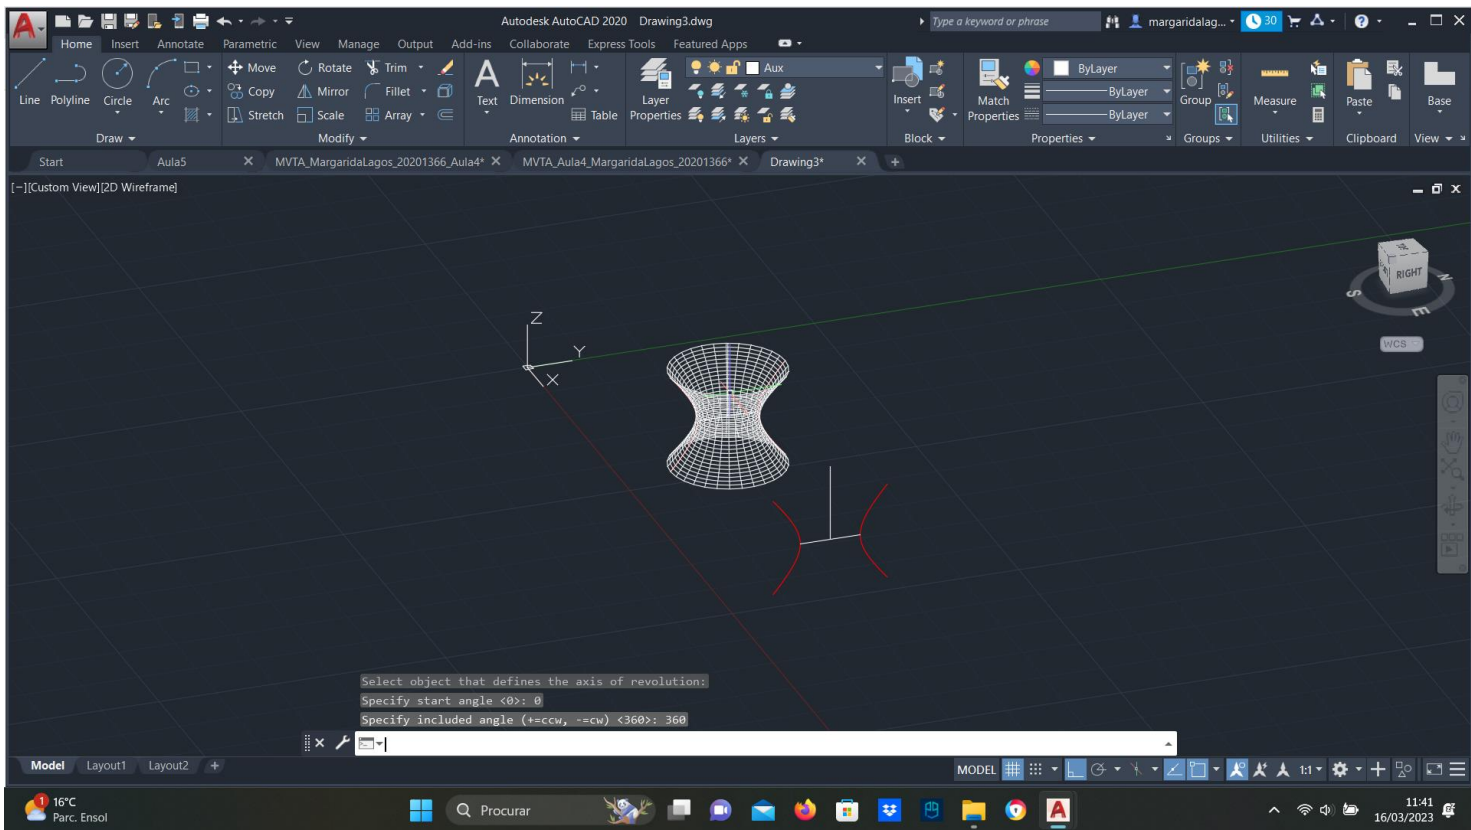 Autodesk AutoCAD 2020 Drawing3.dwg
Type a keyword or phrase
margaridalag...
30
Home Insert Annotate Parametric View Manage Output Add-ins Collaborate Express Tools Featured Apps
Move Rotate Trim
Copy Mirror Fillet
Stretch Scale Array
Line Polyline Circle Arc
Text Dimension
Table
Layer
Properties
Aux
Insert
Match
Properties
ByLayer
ByLayer
ByLayer
Group
Measure
Paste
Base
Draw Modify Annotation Layers Block Properties Groups Utilities Clipboard View
Start Aula5 MVTA_MargaridaLagos_20201366_Aula4* MVTA_Aula4_MargaridaLagos_20201366* Drawing3*
[−][Custom View][2D Wireframe]
RIGHT
N
S
E
WCS
Z
Y
X
Select object that defines the axis of revolution:
Specify start angle <0>: 0
Specify included angle (+=ccw, -=cw) <360>: 360
Model Layout1 Layout2 +
MODEL
1:1
1
16°C
Parc. Ensol
Procurar
11:41
16/03/2023